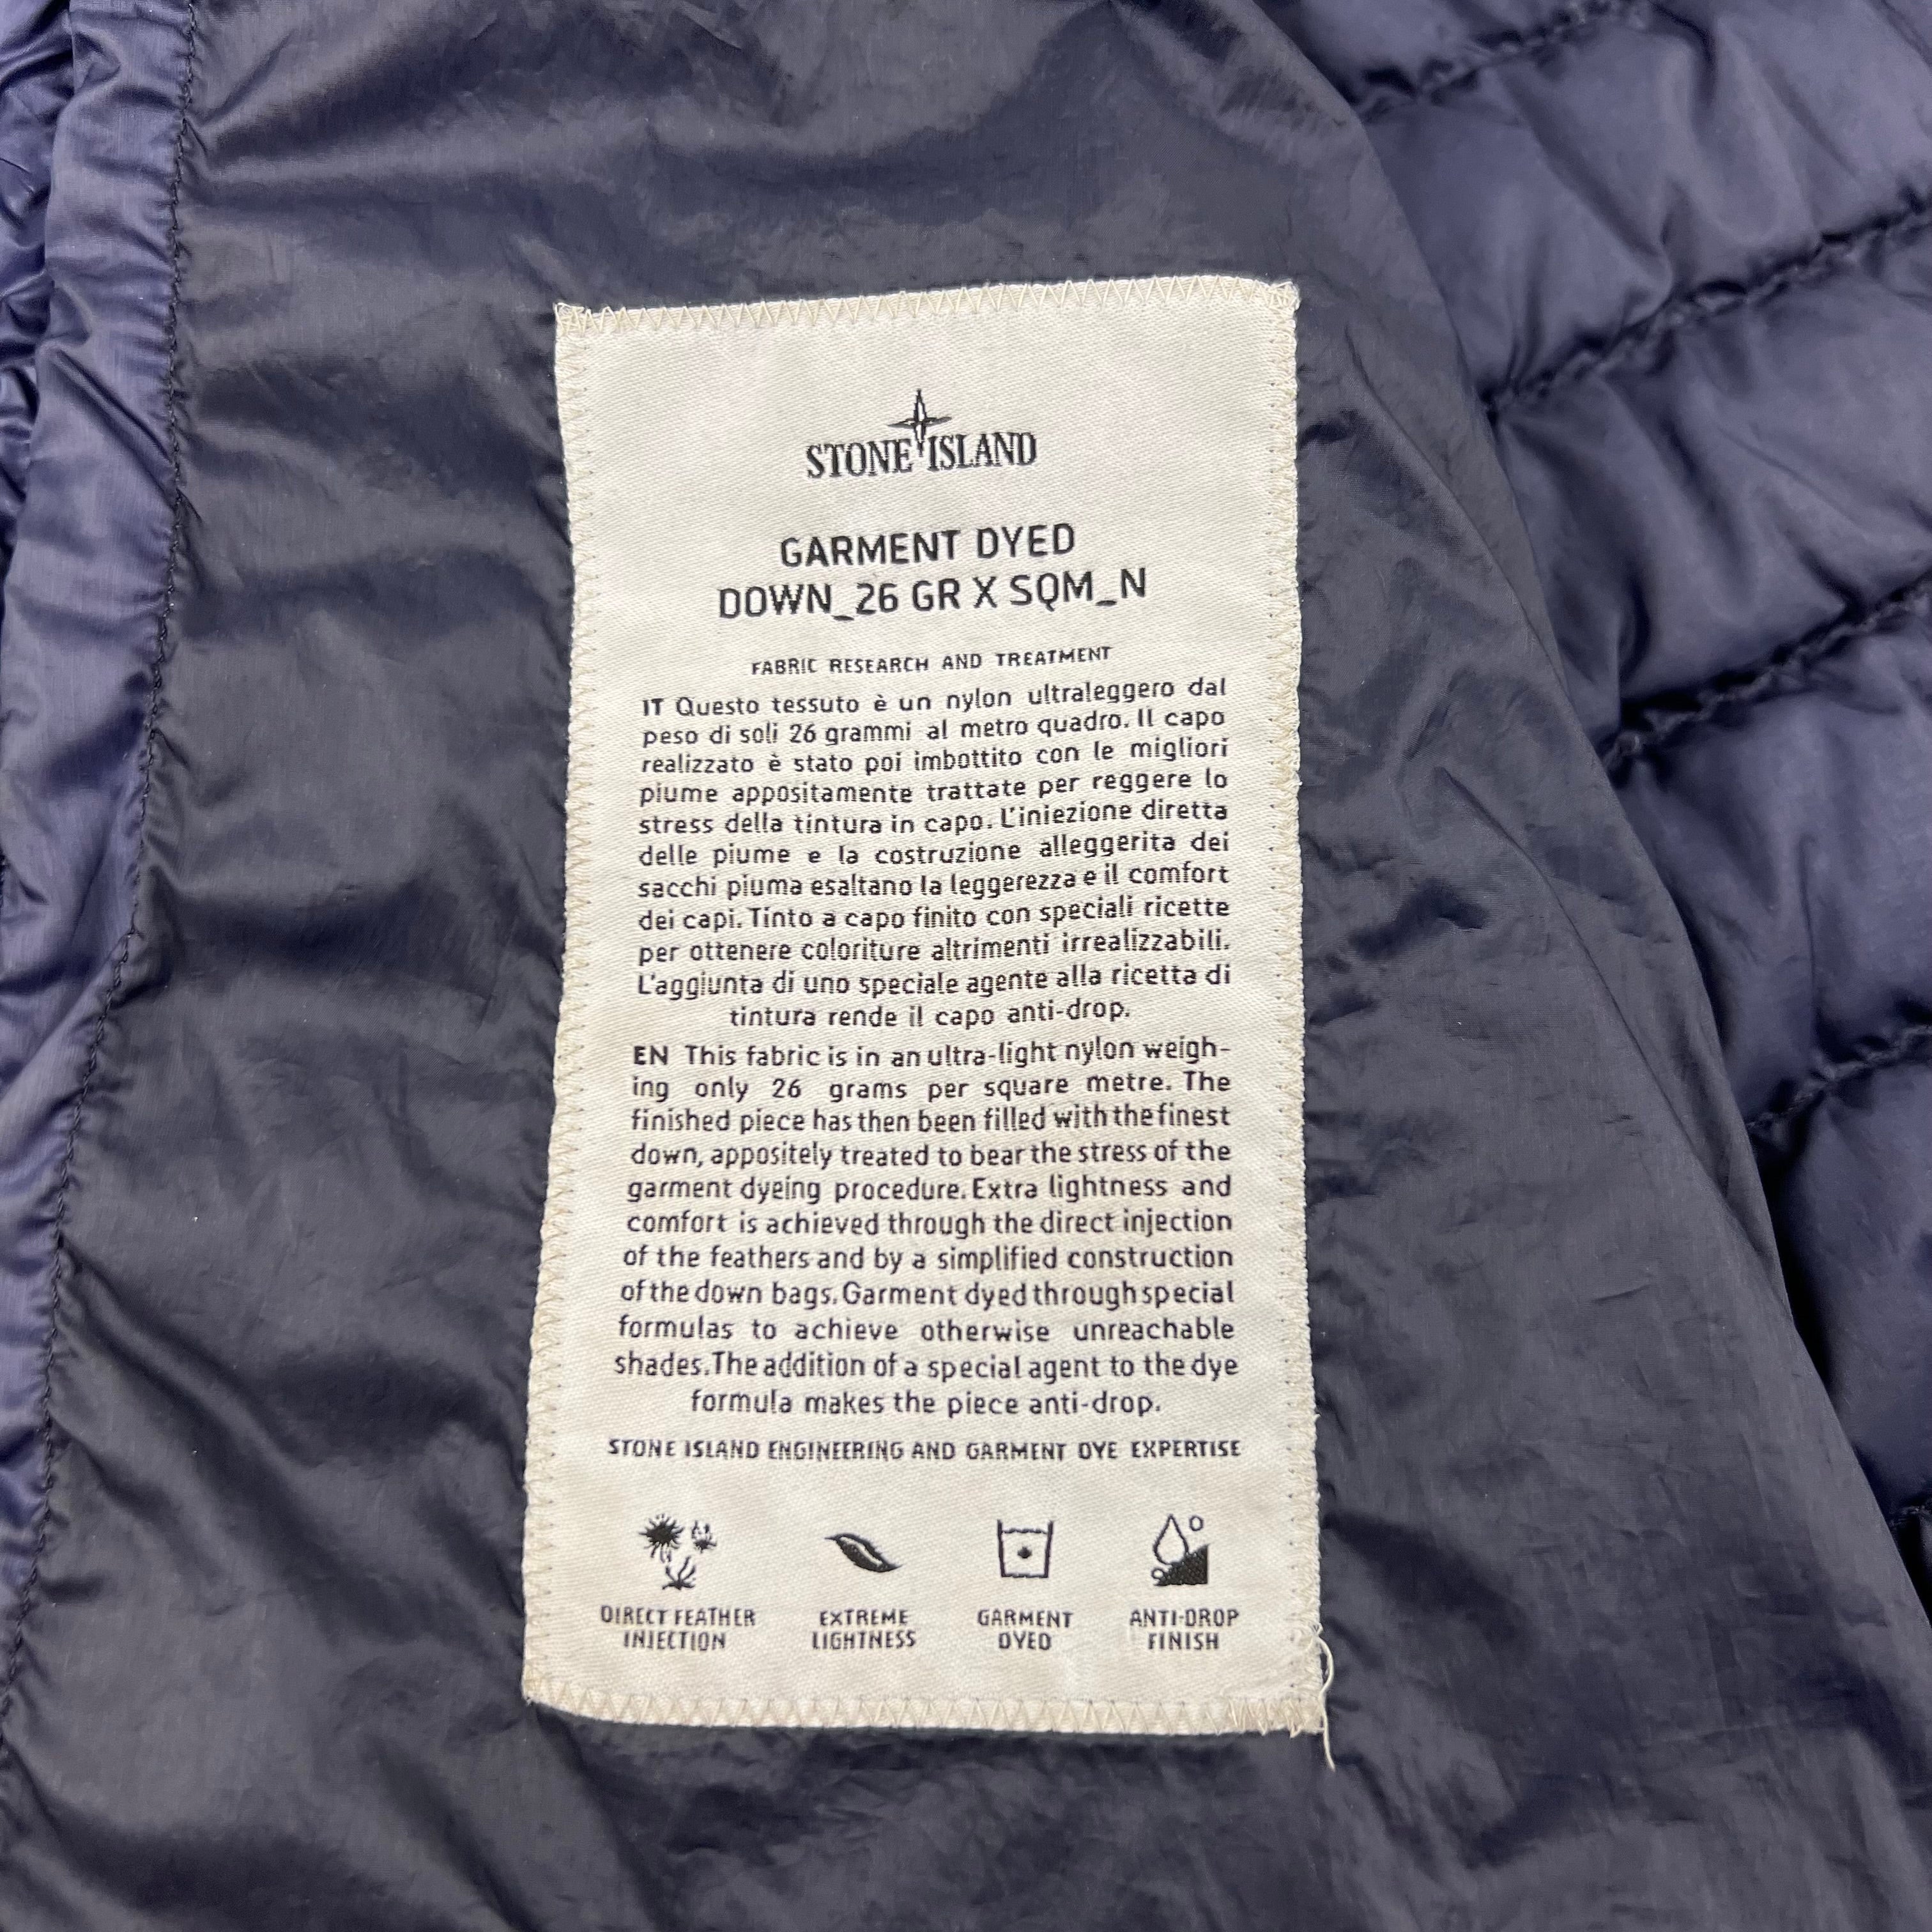 STONE ISLAND
GARMENT DYED
DOWN_26 GR X SQM_N
FABRIC RESEARCH AND TREATMENT
IT Questo tessuto è un nylon ultraleggero dal
peso di soli 26 grammi al metro quadro. Il capo
realizzato è stato poi imbottito con le migliori
piume appositamente trattate per reggere lo
stress della tintura in capo. L'iniezione diretta
delle piume e la costruzione alleggerita dei
sacchi piuma esaltano la leggerezza e il comfort
dei capi. Tinto a capo finito con speciali ricette
per ottenere coloriture altrimenti irrealizzabili.
L'aggiunta di uno speciale agente alla ricetta di
tintura rende il capo anti-drop.
EN This fabric is in an ultra-light nylon weigh-
ing only 26 grams per square metre. The
finished piece has then been filled with the finest
down, appositely treated to bear the stress of the
garment dyeing procedure. Extra lightness and
comfort is achieved through the direct injection
of the feathers and by a simplified construction
of the down bags. Garment dyed through special
formulas to achieve otherwise unreachable
shades. The addition of a special agent to the dye
formula makes the piece anti-drop.
STONE ISLAND ENGINEERING AND GARMENT DYE EXPERTISE
DIRECT FEATHER EXTREME GARMENT ANTI-DROP
INJECTION LIGHTNESS DYED FINISH